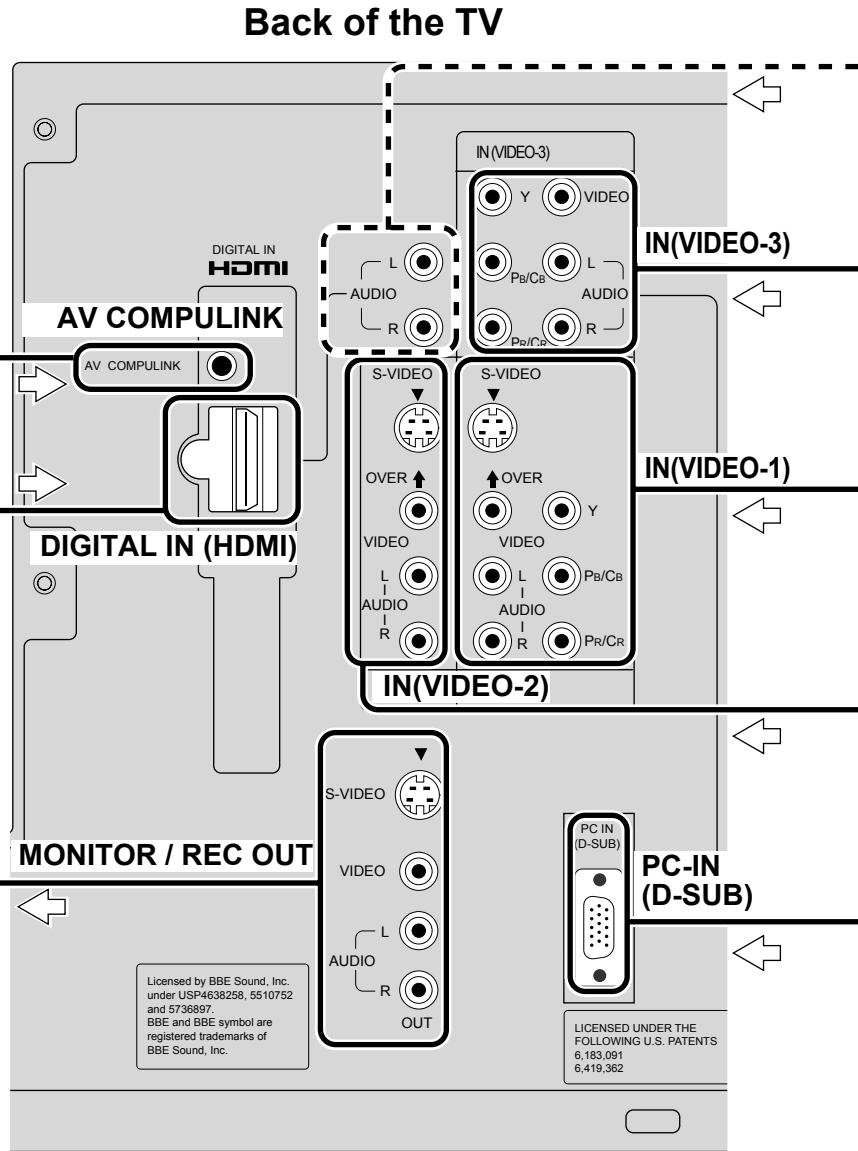 Back of the TV
IN (VIDEO-3)
Y
VIDEO
IN(VIDEO-3)
DIGITAL IN
HDMI
L
AUDIO
R
PB/CB
L
AUDIO
PR/CR
R
AV COMPULINK
AV COMPULINK
S-VIDEO
S-VIDEO
IN(VIDEO-1)
OVER
OVER
Y
VIDEO
VIDEO
DIGITAL IN (HDMI)
L
AUDIO
R
L
AUDIO
R
PB/CB
PR/CR
IN(VIDEO-2)
S-VIDEO
MONITOR / REC OUT
VIDEO
L
AUDIO
R
OUT
PC IN
(D-SUB)
PC-IN
(D-SUB)
Licensed by BBE Sound, Inc.
under USP4638258, 5510752
and 5736897.
BBE and BBE symbol are
registered trademarks of
BBE Sound, Inc.
LICENSED UNDER THE
FOLLOWING U.S. PATENTS
6,183,091
6,419,362